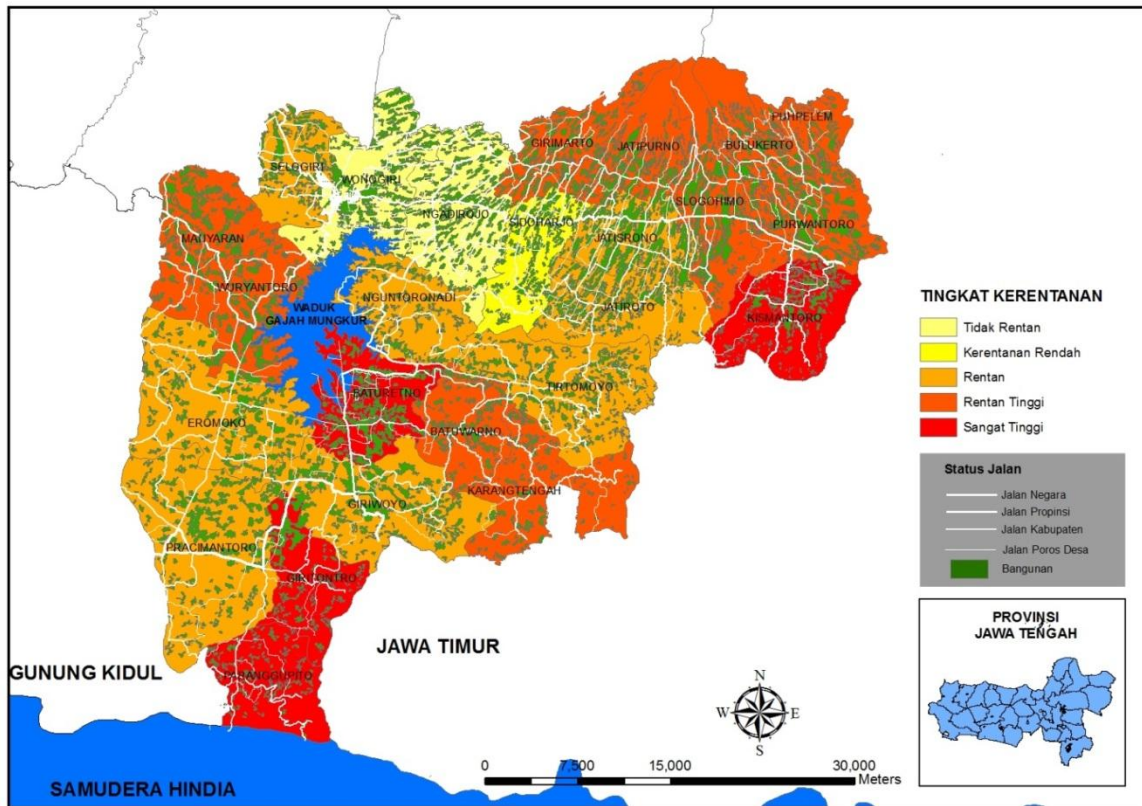 PUHPELEM
GIRIMARTO
JATIPURNO
BULUKERTO
SELOGIRI
WONOGIRI
SLOGORIMO
NGADIROJO
SIDOHARJO
PURWANTORO
MANYARAN
JATISRONO
WURYANTORO
NGUNTORONADI
WADUK
GAJAH MUNGKUR
JATIROTO
KISMANTORO
BATURETNO
TIRTOMOYO
EROMOKO
BATUWARNO
KARANGTENGAH
GIRIWOYO
PRACIMANTORO
GIRITONTRO
PARANGGUPITO
JAWA TIMUR
GUNUNG KIDUL
SAMUDERA HINDIA
N
W E
S
0 7,500 15,000 30,000
Meters
TINGKAT KERENTANAN
Tidak Rentan
Kerentanan Rendah
Rentan
Rentan Tinggi
Sangat Tinggi
Status Jalan
Jalan Negara
Jalan Propinsi
Jalan Kabupaten
Jalan Poros Desa
Bangunan
PROVINSI
JAWA TENGAH